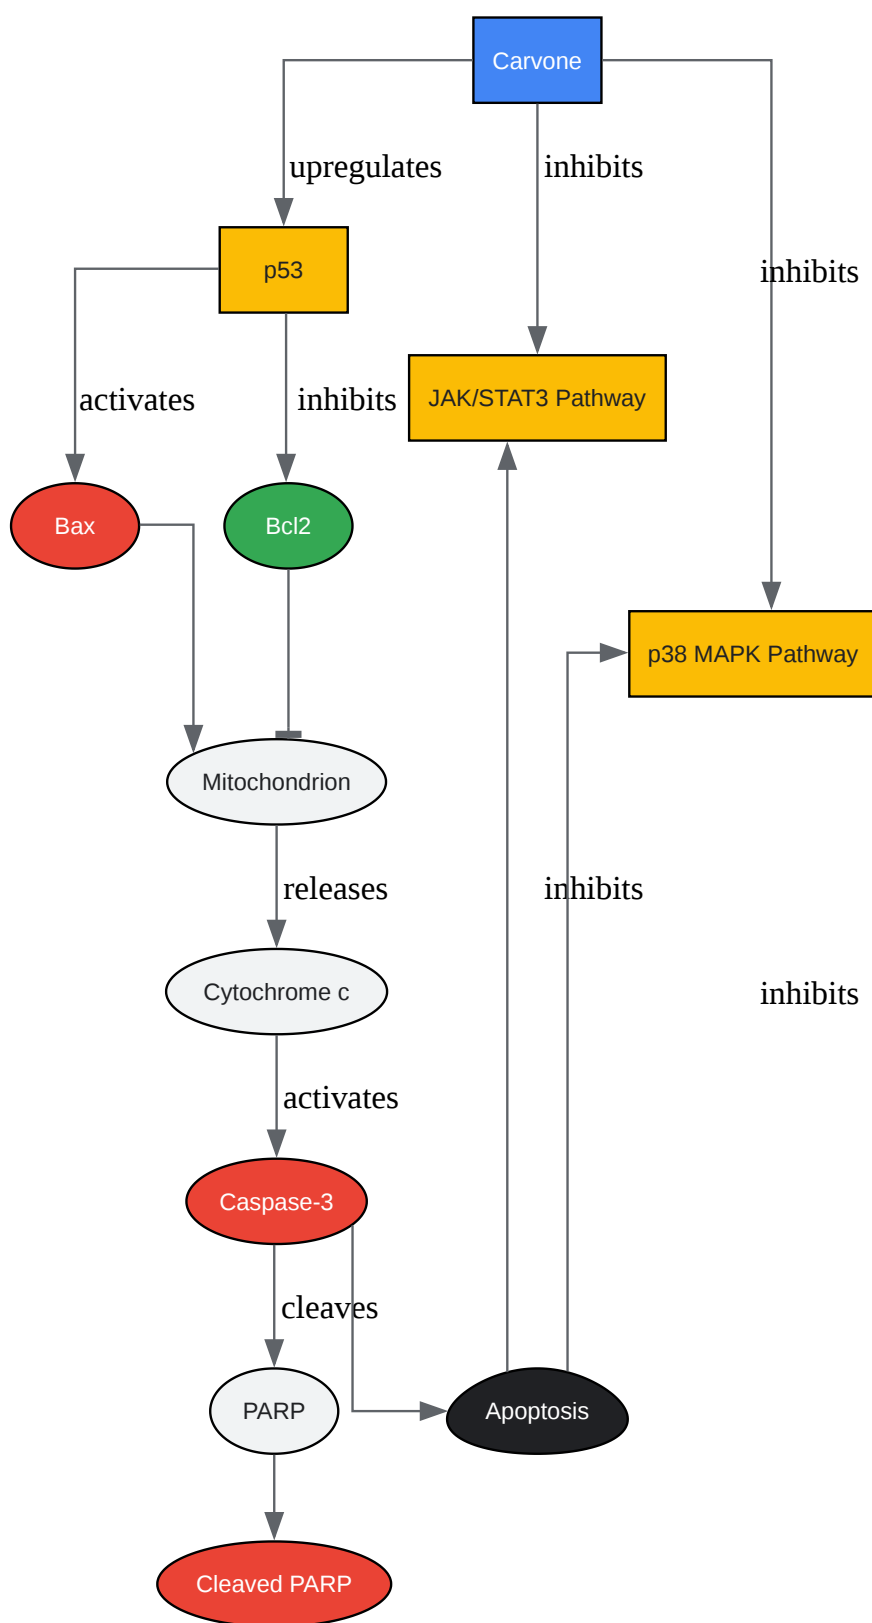 Carvone
upregulates
inhibits
inhibits
p53
activates
inhibits
JAK/STAT3 Pathway
Bax
Bcl2
p38 MAPK Pathway
Mitochondrion
releases
inhibits
Cytochrome c
inhibits
activates
Caspase-3
cleaves
PARP
Apoptosis
Cleaved PARP